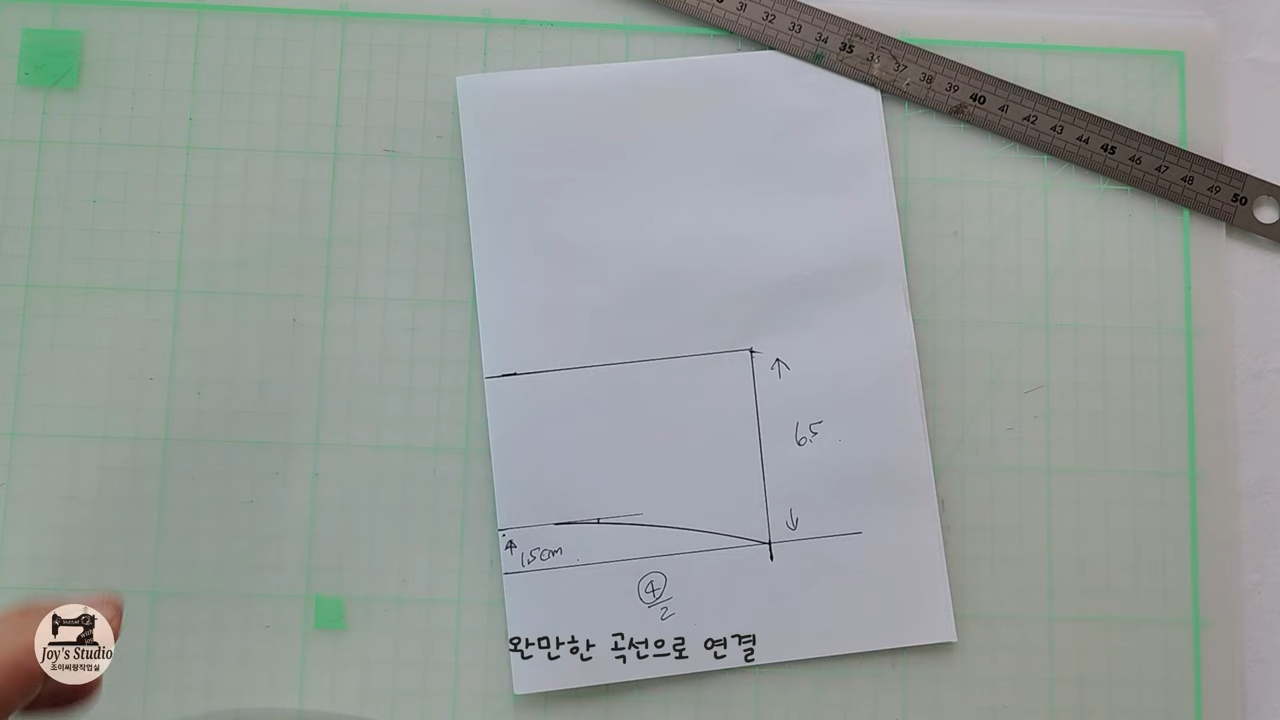 31 32 33 34 35 36 37 38 39 40 41 42 43 44 45 46 47 48 49 50
6.5
1.5cm
④/2
완만한 곡선으로 연결
Joy's Studio
조이씨랑작업실